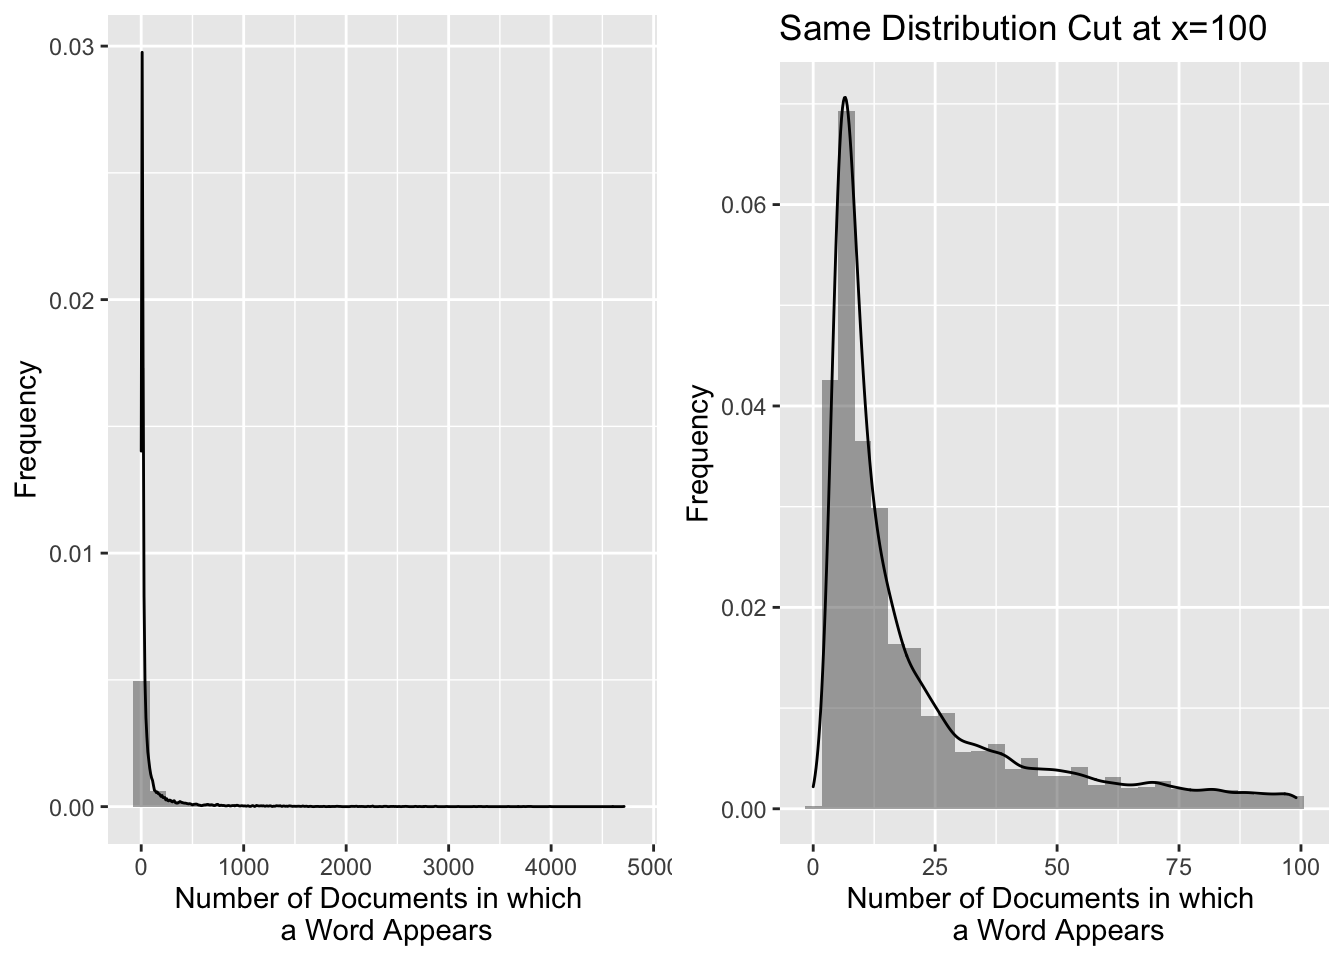 0.03
0.02
0.01
0.00
Frequency
0 1000 2000 3000 4000 500
Number of Documents in which
a Word Appears
Same Distribution Cut at x=100
0.06
0.04
0.02
0.00
Frequency
0 25 50 75 100
Number of Documents in which
a Word Appears